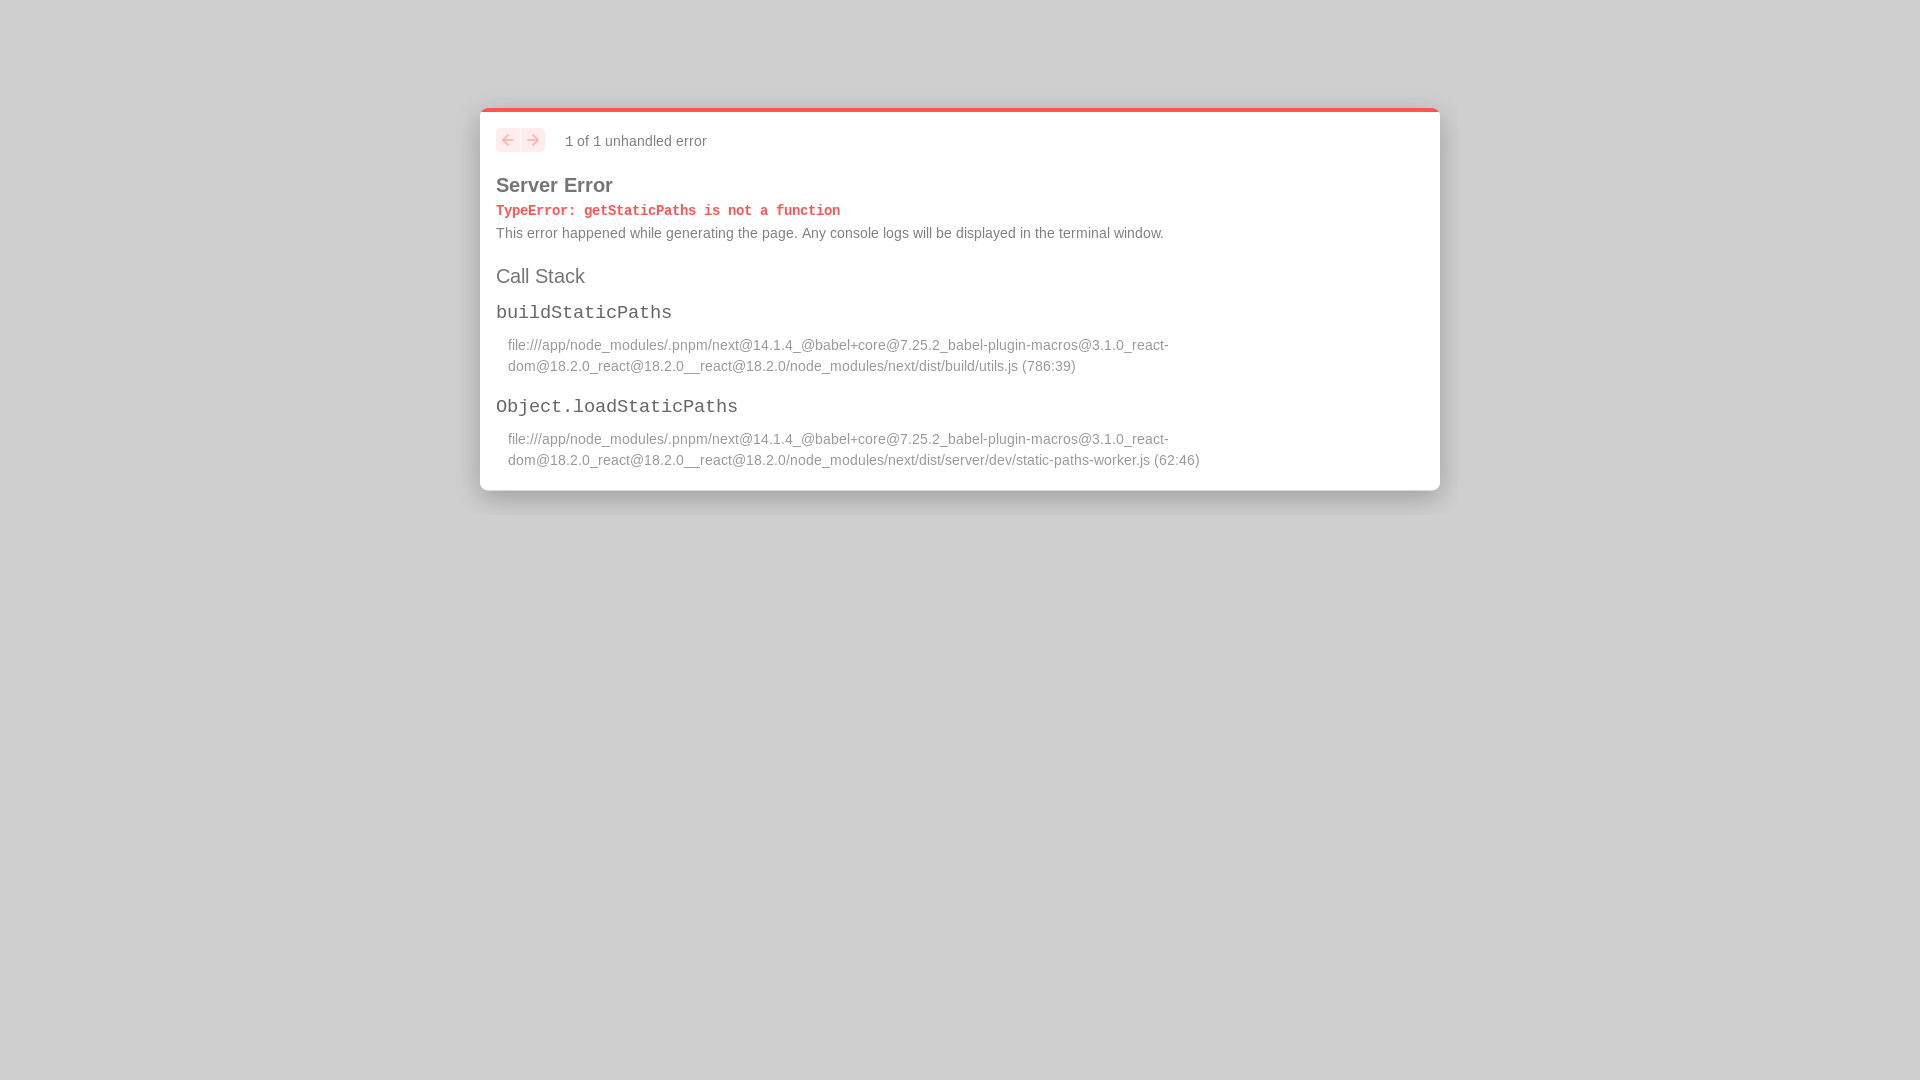 1 of 1 unhandled error
Server Error
TypeError: getStaticPaths is not a function
This error happened while generating the page. Any console logs will be displayed in the terminal window.
Call Stack
buildStaticPaths
file:///app/node_modules/.pnpm/next@14.1.4_@babel+core@7.25.2_babel-plugin-macros@3.1.0_react-
dom@18.2.0_react@18.2.0__react@18.2.0/node_modules/next/dist/build/utils.js (786:39)
Object.loadStaticPaths
file:///app/node_modules/.pnpm/next@14.1.4_@babel+core@7.25.2_babel-plugin-macros@3.1.0_react-
dom@18.2.0_react@18.2.0__react@18.2.0/node_modules/next/dist/server/dev/static-paths-worker.js (62:46)